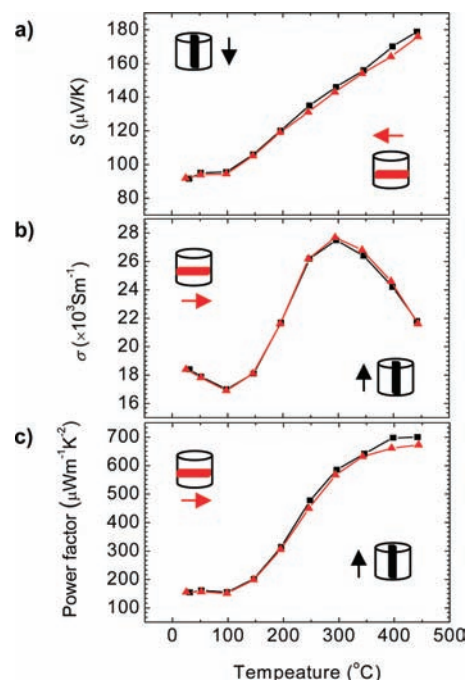 a)
S (μV/K)
180
160
140
120
100
80
b)
σ (×10³Sm⁻¹)
28
26
24
22
20
18
16
c)
Power factor (μWm⁻¹K⁻²)
700
600
500
400
300
200
100
0 100 200 300 400 500
Tempeature (°C)